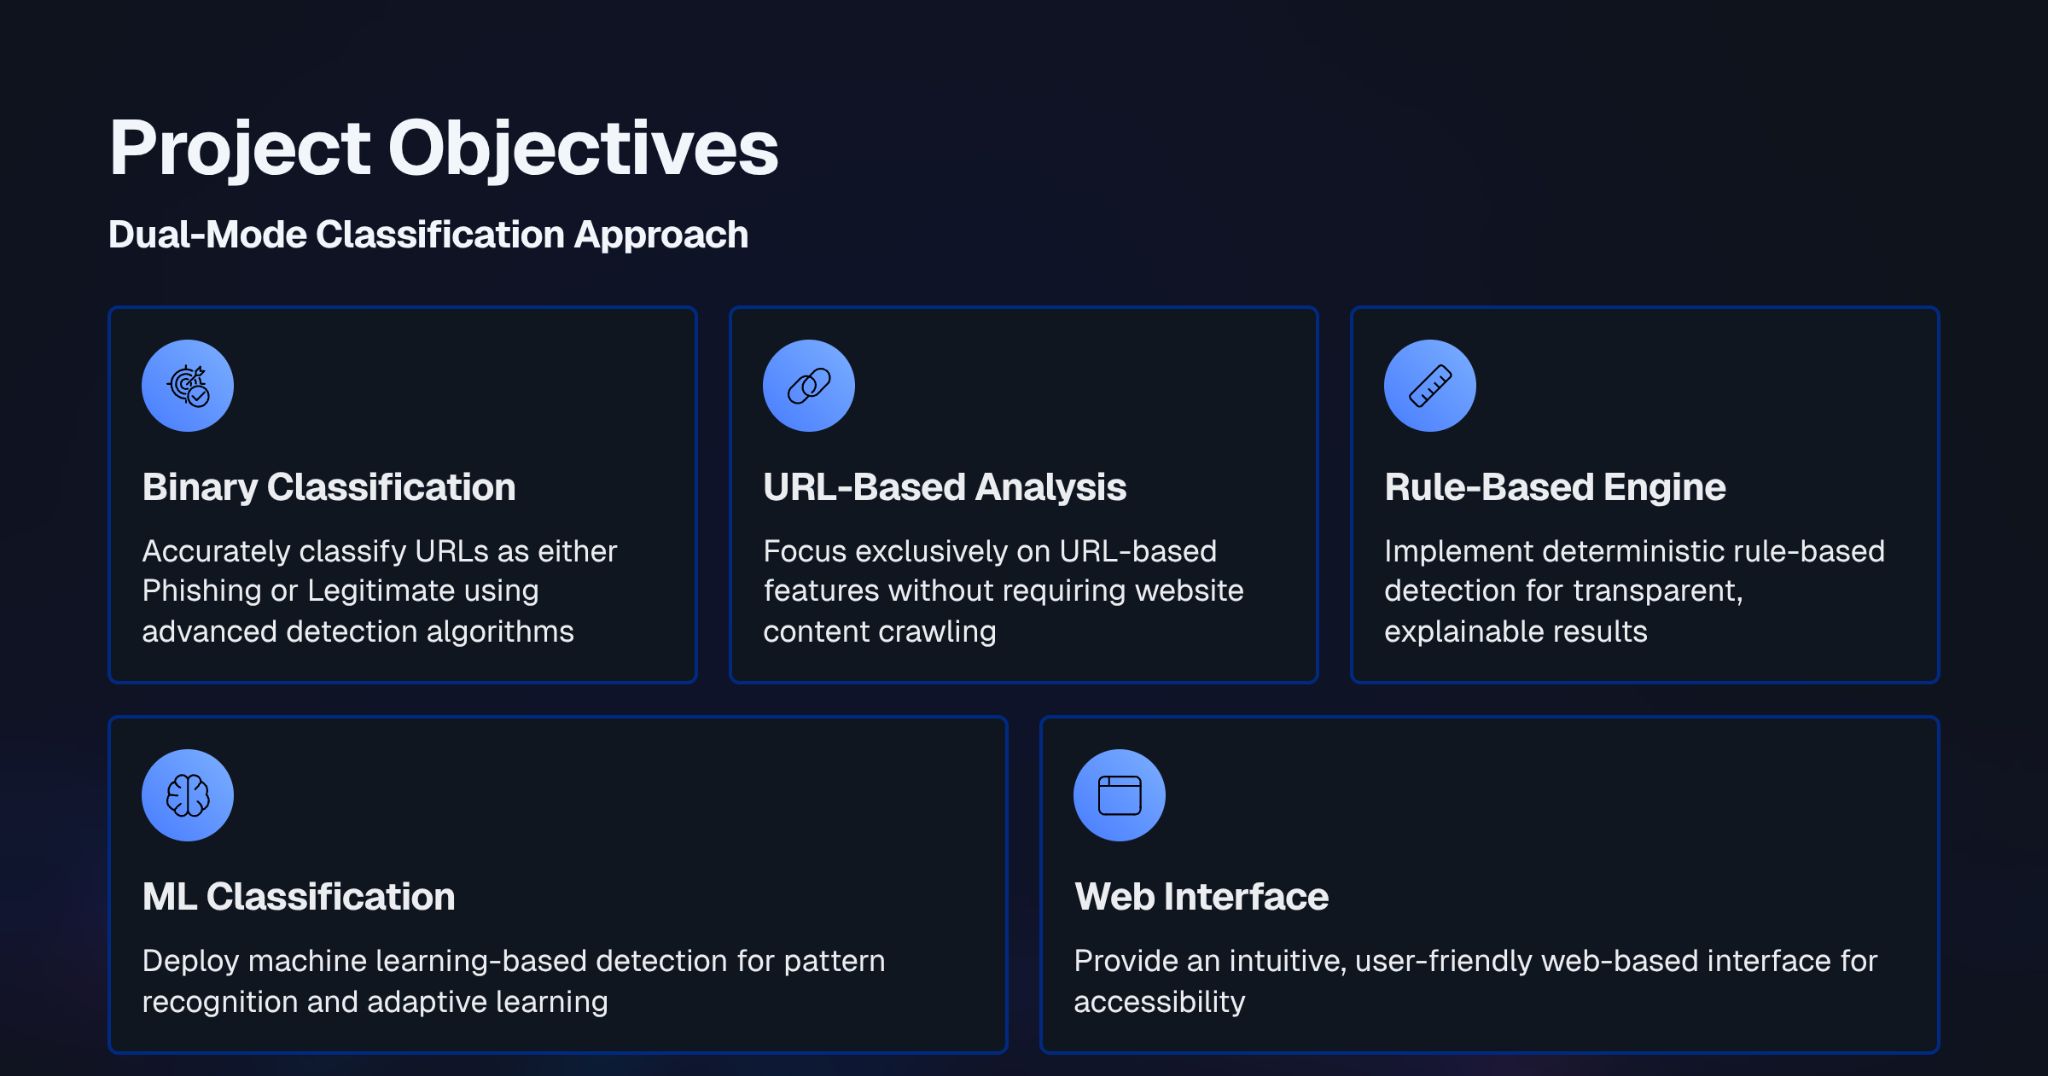 Project Objectives
Dual-Mode Classification Approach
Binary Classification
Accurately classify URLs as either
Phishing or Legitimate using
advanced detection algorithms
URL-Based Analysis
Focus exclusively on URL-based
features without requiring website
content crawling
Rule-Based Engine
Implement deterministic rule-based
detection for transparent,
explainable results
ML Classification
Deploy machine learning-based detection for pattern
recognition and adaptive learning
Web Interface
Provide an intuitive, user-friendly web-based interface for
accessibility